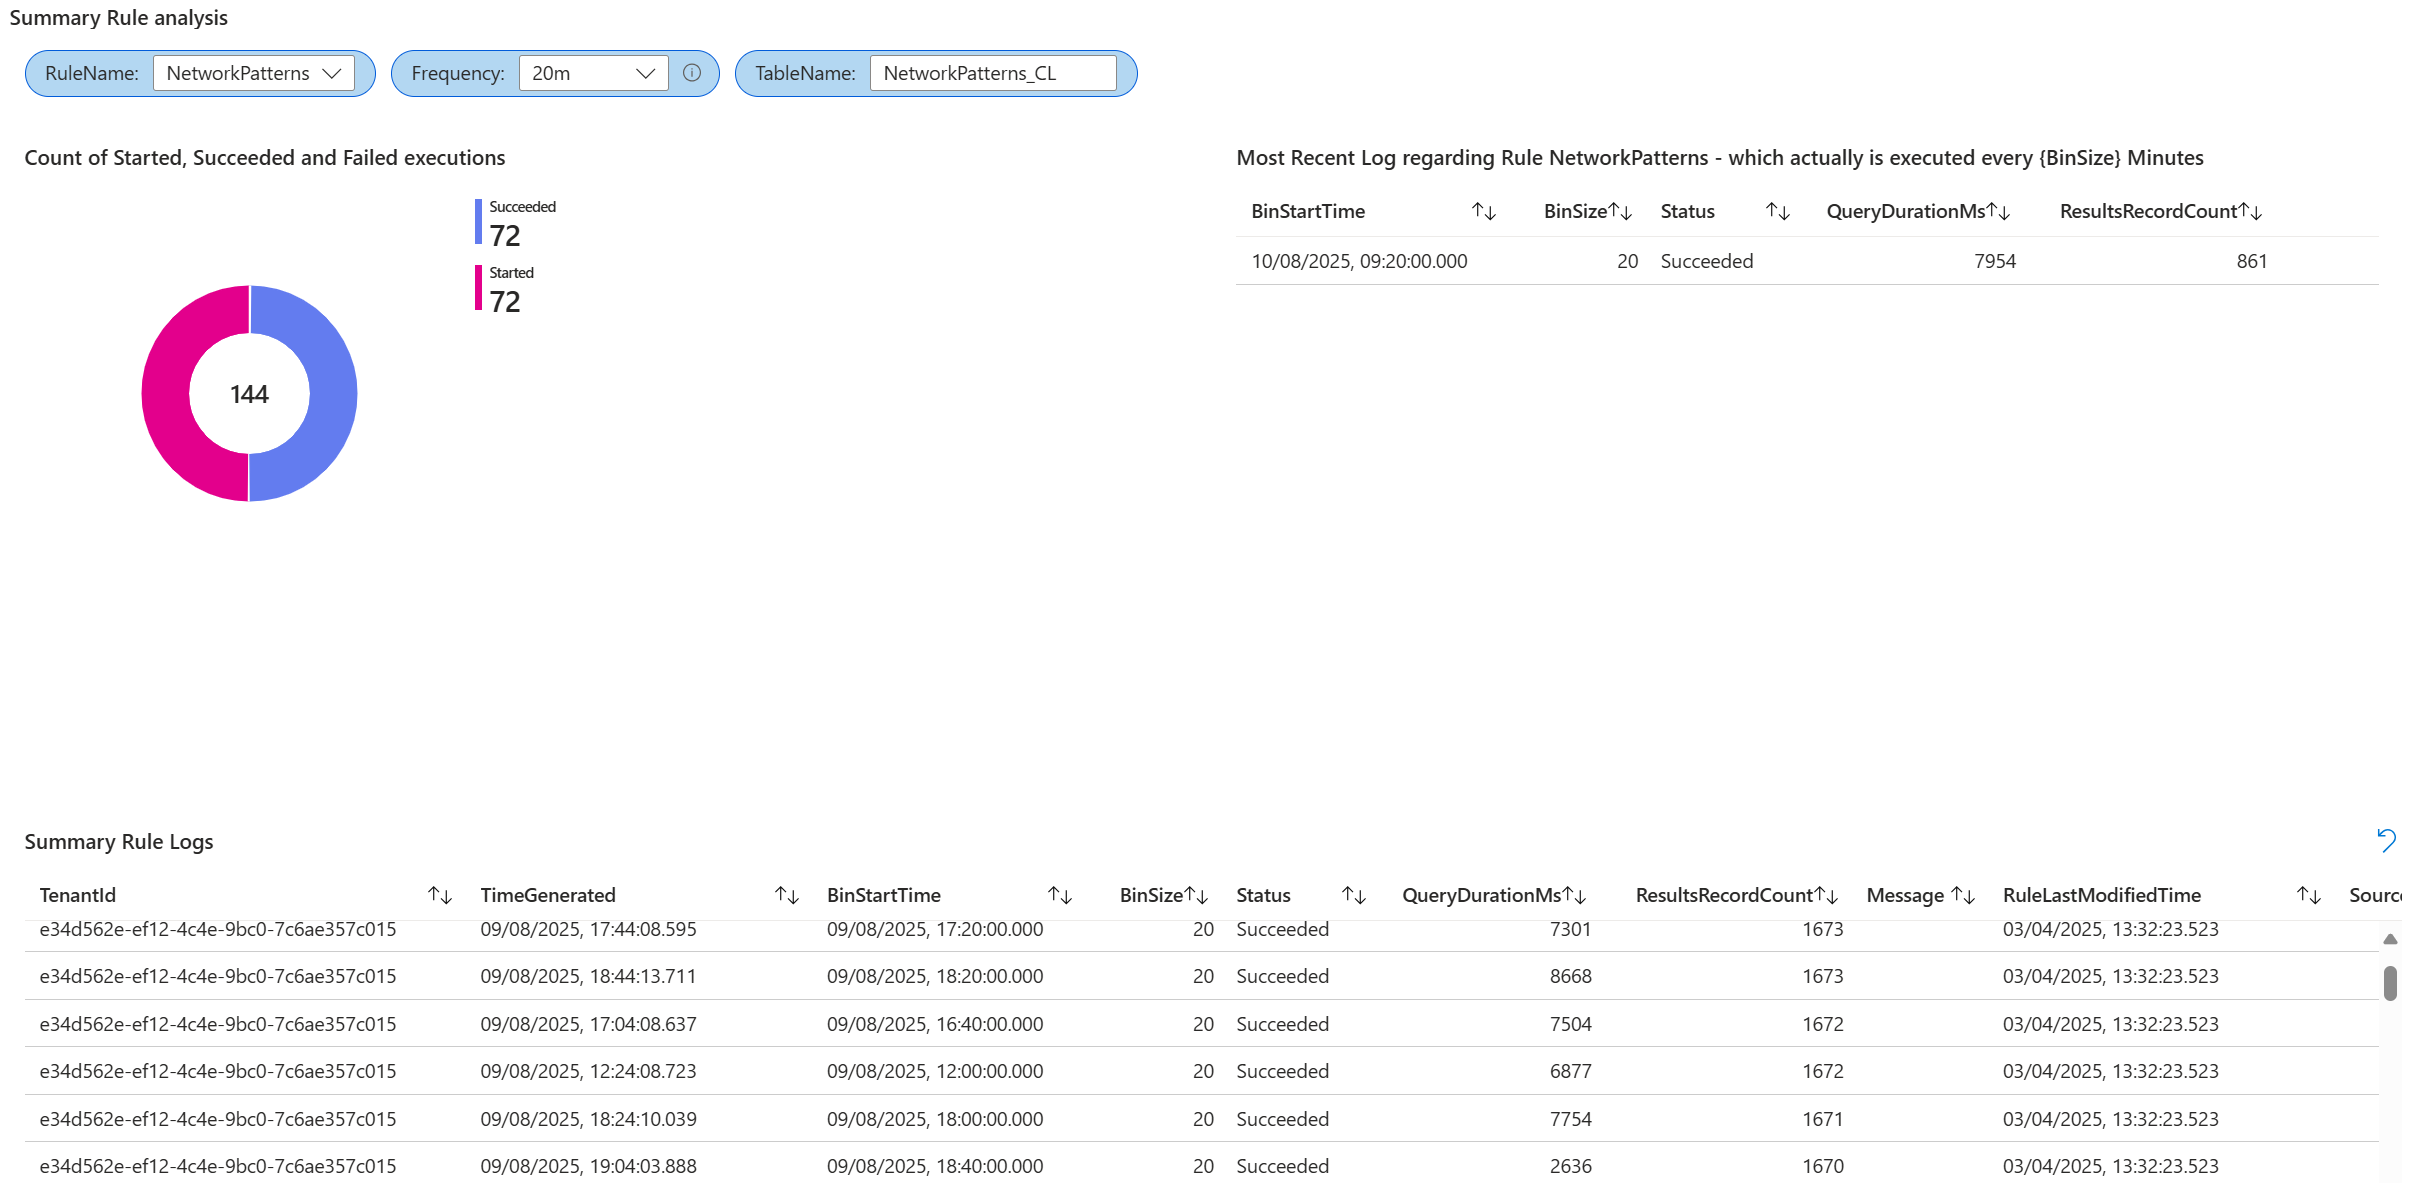 Summary Rule analysis
RuleName: NetworkPatterns Frequency: 20m TableName: NetworkPatterns_CL
Count of Started, Succeeded and Failed executions
Succeeded
72
Started
72
144
Most Recent Log regarding Rule NetworkPatterns - which actually is executed every {BinSize} Minutes
BinStartTime BinSize Status QueryDurationMs ResultsRecordCount
10/08/2025, 09:20:00.000 20 Succeeded 7954 861
Summary Rule Logs
TenantId TimeGenerated BinStartTime BinSize Status QueryDurationMs ResultsRecordCount Message RuleLastModifiedTime Source
e34d562e-ef12-4c4e-9bc0-7c6ae357c015 09/08/2025, 17:44:08.595 09/08/2025, 17:20:00.000 20 Succeeded 7301 1673 03/04/2025, 13:32:23.523
e34d562e-ef12-4c4e-9bc0-7c6ae357c015 09/08/2025, 18:44:13.711 09/08/2025, 18:20:00.000 20 Succeeded 8668 1673 03/04/2025, 13:32:23.523
e34d562e-ef12-4c4e-9bc0-7c6ae357c015 09/08/2025, 17:04:08.637 09/08/2025, 16:40:00.000 20 Succeeded 7504 1672 03/04/2025, 13:32:23.523
e34d562e-ef12-4c4e-9bc0-7c6ae357c015 09/08/2025, 12:24:08.723 09/08/2025, 12:00:00.000 20 Succeeded 6877 1672 03/04/2025, 13:32:23.523
e34d562e-ef12-4c4e-9bc0-7c6ae357c015 09/08/2025, 18:24:10.039 09/08/2025, 18:00:00.000 20 Succeeded 7754 1671 03/04/2025, 13:32:23.523
e34d562e-ef12-4c4e-9bc0-7c6ae357c015 09/08/2025, 19:04:03.888 09/08/2025, 18:40:00.000 20 Succeeded 2636 1670 03/04/2025, 13:32:23.523